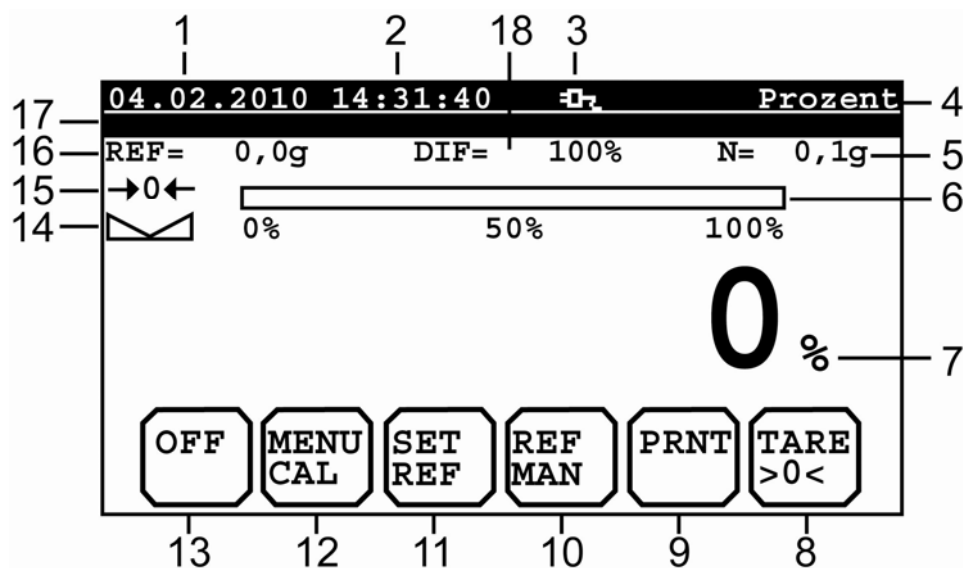 1 2 18 3
04.02.2010 14:31:40 Prozent 4
17
16 REF= 0,0g DIF= 100% N= 0,1g 5
15 →0← 6
14 0% 50% 100%
0 % 7
OFF MENU CAL SET REF REF MAN PRNT TARE >0<
13 12 11 10 9 8